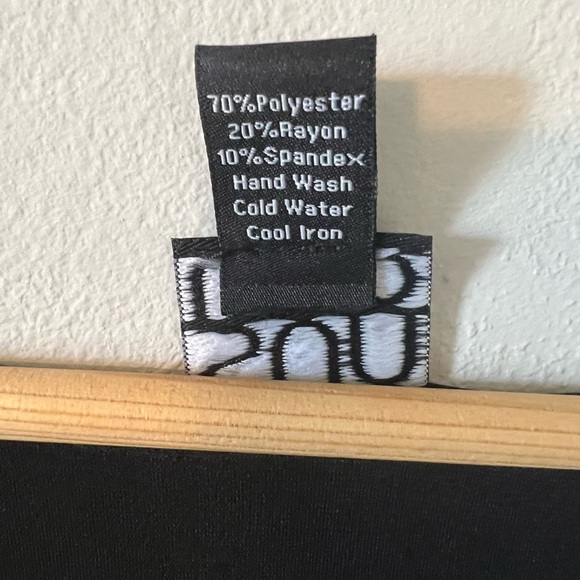 70%Polyester
20%Rayon
10%Spandex
Hand Wash
Cold Water
Cool Iron